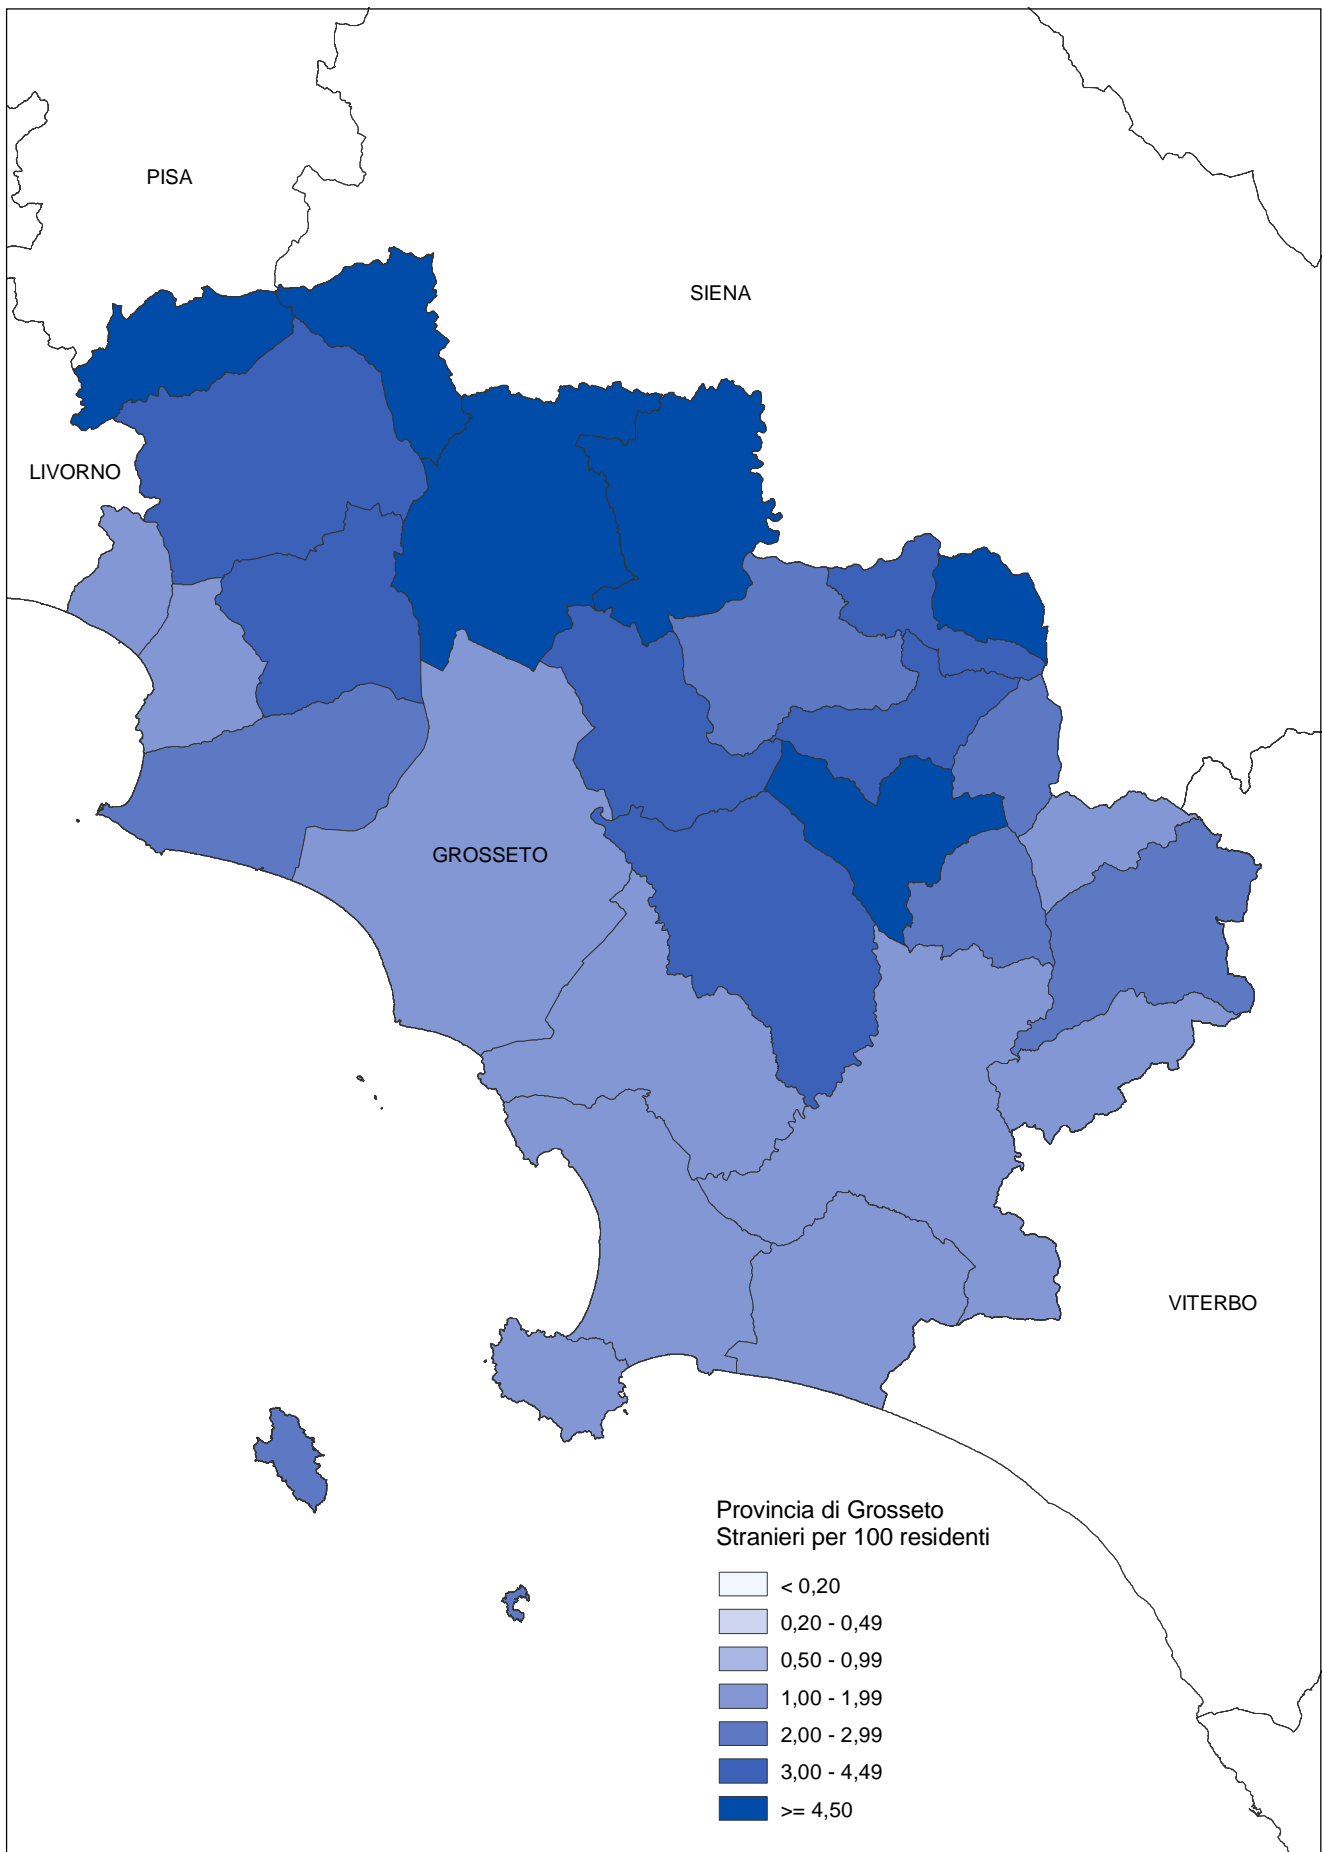 PISA
SIENA
LIVORNO
GROSSETO
VITERBO
Provincia di Grosseto
Stranieri per 100 residenti
< 0,20
0,20 - 0,49
0,50 - 0,99
1,00 - 1,99
2,00 - 2,99
3,00 - 4,49
>= 4,50